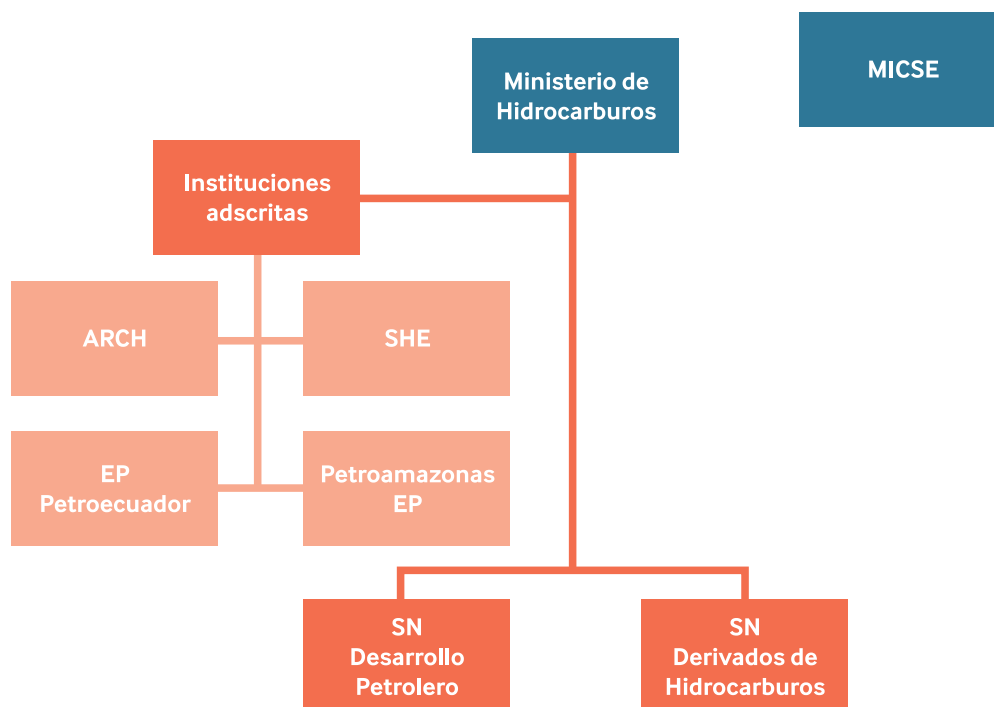 MICSE
Ministerio de
Hidrocarburos
Instituciones
adscritas
ARCH
SHE
EP
Petroecuador
Petroamazonas
EP
SN
Desarrollo
Petrolero
SN
Derivados de
Hidrocarburos